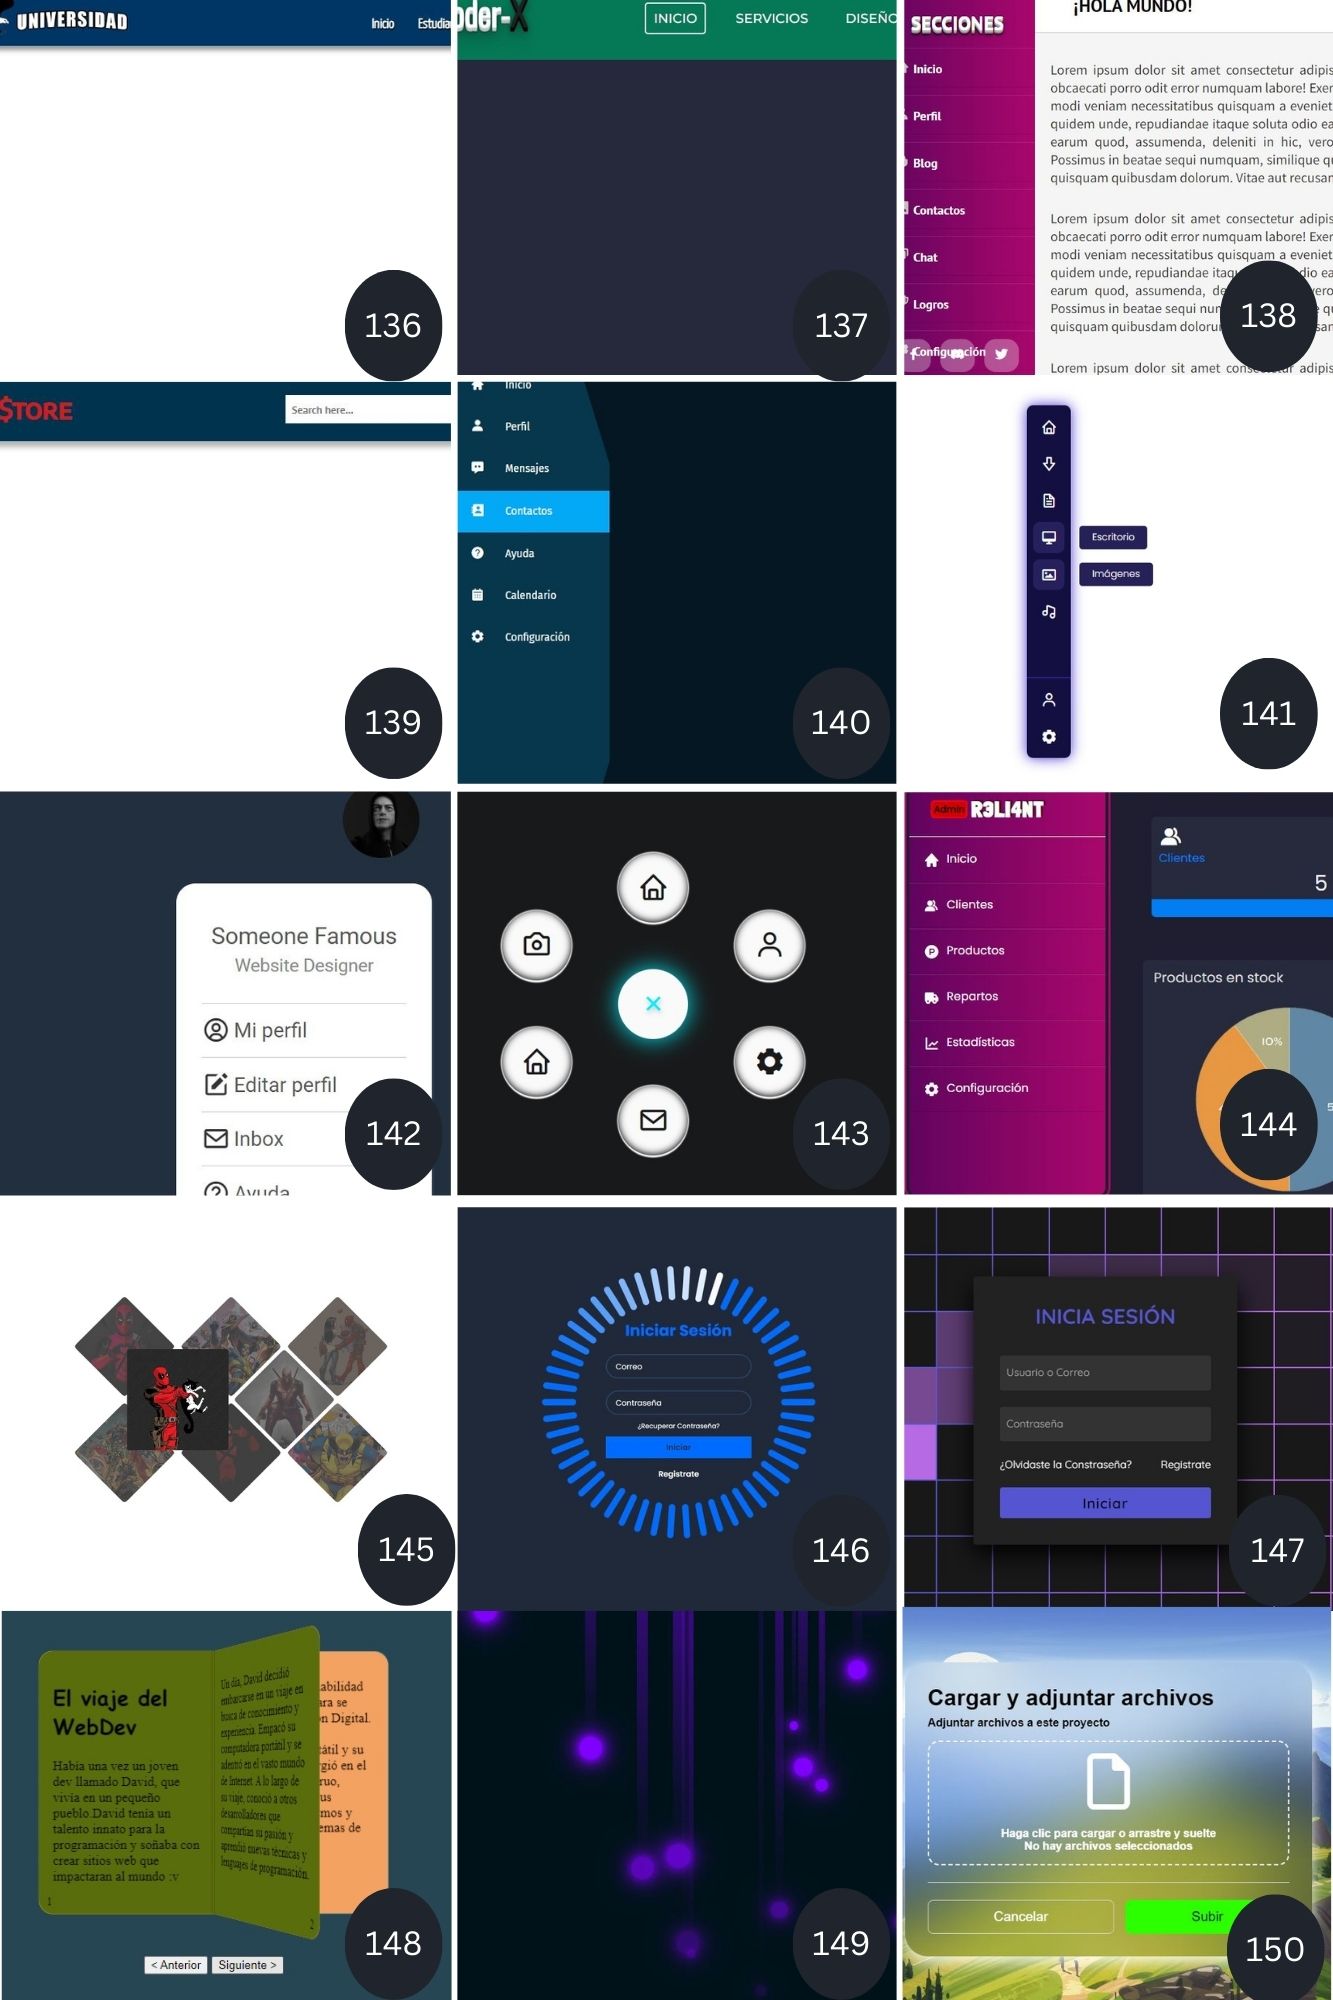 UNIVERSIDAD
Inicio
136
oder-X
INICIO
SERVICIOS
DISEÑO
137
SECCIONES
Inicio
Perfil
Blog
Contactos
Chat
Logros
Configuración
¡HOLA MUNDO!
Lorem ipsum dolor sit amet consectetur adipis
obcaecati porro odit error numquam labore! Exer
modi veniam necessitatibus quisquam a eveniet
quidem unde, repudiandae itaque soluta odio ea
earum quod, assumenda, deleniti in hic, vero
Possimus in beatae sequi numquam, similique qu
quisquam quibusdam dolorum. Vitae aut recusan
Lorem ipsum dolor sit amet consectetur adipis
obcaecati porro odit error numquam labore! Exer
modi veniam necessitatibus quisquam a eveniet
quidem unde, repudiandae
earum quod, assumenda,
Possimus in beatae sequi
quisquam quibusdam
Lorem ipsum dolor sit amet consectetur adipis
138
$TORE
Search here...
139
Inicio
Perfil
Mensajes
Contactos
Ayuda
Calendario
Configuración
140
Escritorio
Imágenes
141
Someone Famous
Website Designer
Mi perfil
Editar perfil
Inbox
Ayuda
142
143
Admin R3LI4NT
Inicio
Clientes
Productos
Repartos
Estadísticas
Configuración
Clientes
5
Productos en stock
10%
144
145
Iniciar Sesión
Correo
Contraseña
¿Recuperar Contraseña?
Iniciar
Registrate
146
INICIA SESIÓN
Usuario o Correo
Contraseña
¿Olvidaste la Constraseña?
Registrate
Iniciar
147
El viaje del
WebDev
Había una vez un joven
dev llamado David, que
vivía en un pequeño
pueblo.David tenía un
talento innato para la
programación y soñaba con
crear sitios web que
impactaran al mundo :v
1
Un día, David decidió
embarcarse en un viaje en
busca de conocimiento y
experiencia. Empacó su
computadora portátil y se
adentró en el vasto mundo
de Internet. A lo largo de
su viaje, conoció a otros
desarrolladores que
compartían su pasión y
aprendió nuevas técnicas y
lenguajes de programación.
2
abilidad
ara se
n Digital.
tátil y su
gió en el
ruo,
us
mos y
emas de
< Anterior
Siguiente >
148
149
Cargar y adjuntar archivos
Adjuntar archivos a este proyecto
Haga clic para cargar o arrastre y suelte
No hay archivos seleccionados
Cancelar
Subir
150